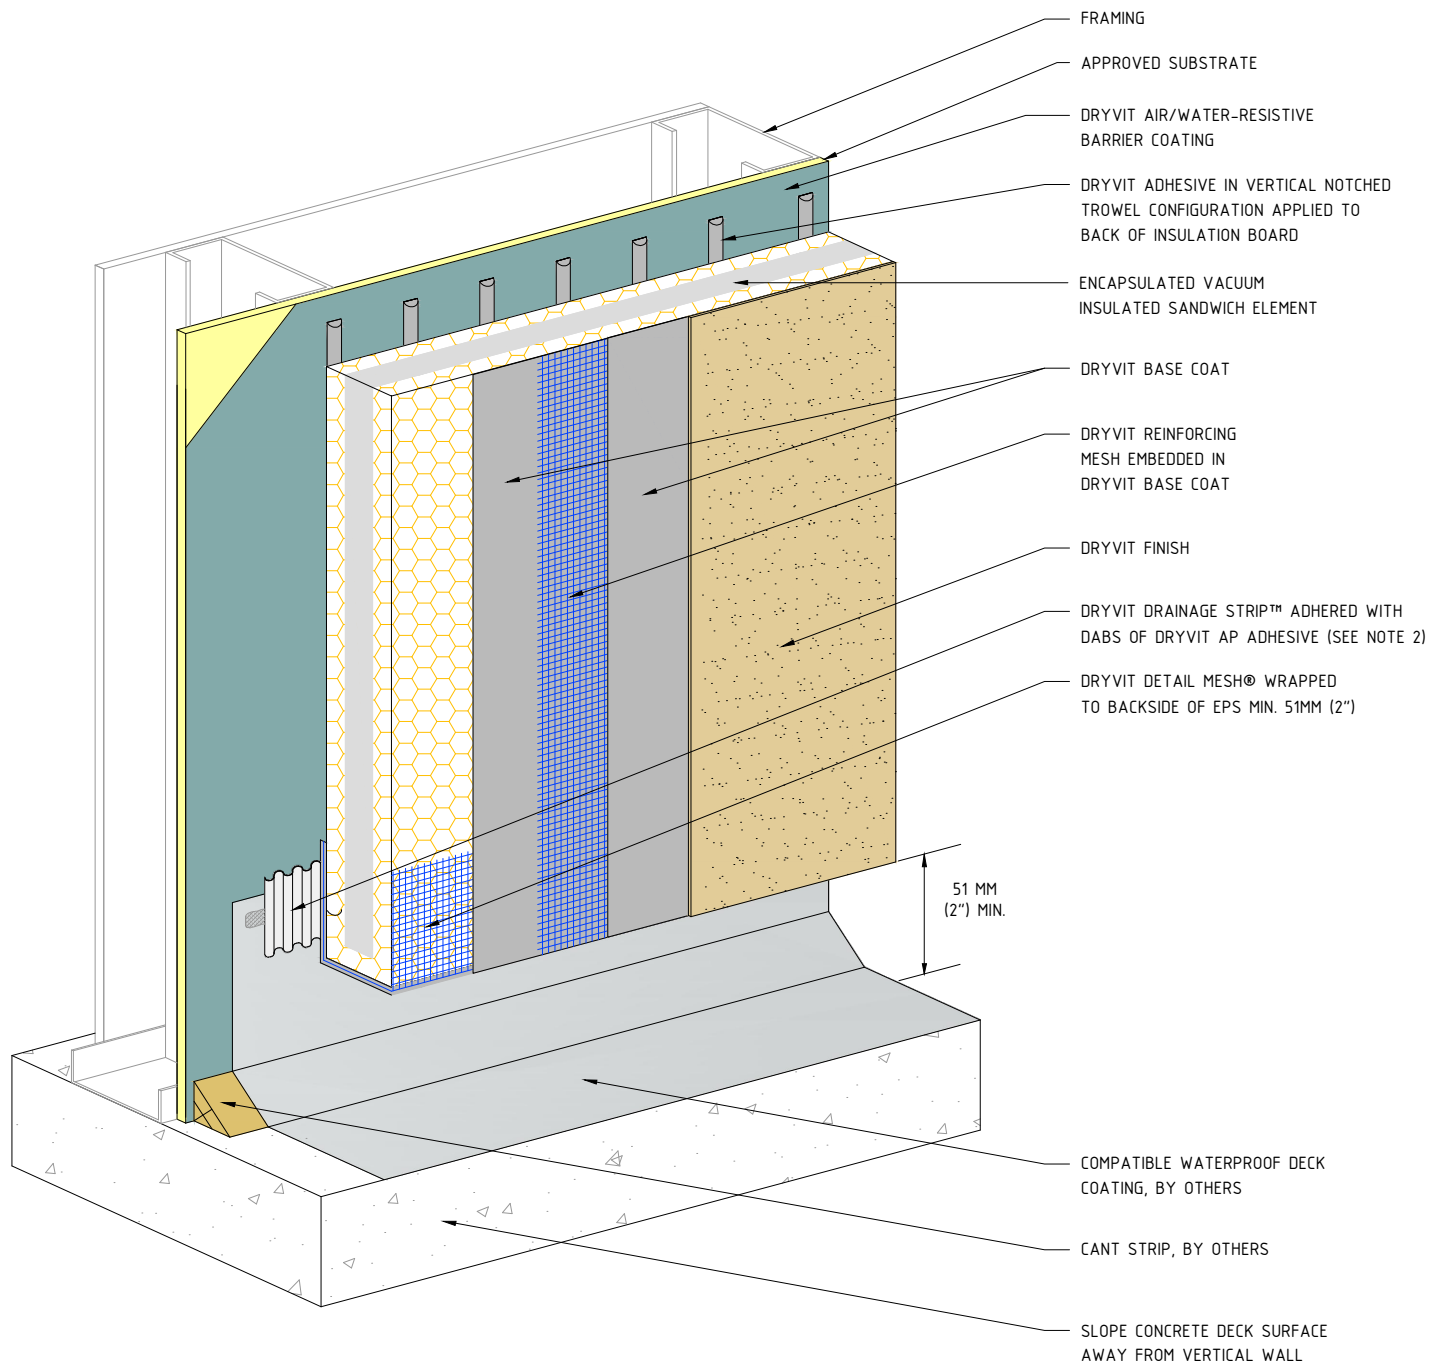 FRAMING
APPROVED SUBSTRATE
DRYVIT AIR/WATER-RESISTIVE
BARRIER COATING
DRYVIT ADHESIVE IN VERTICAL NOTCHED
TROWEL CONFIGURATION APPLIED TO
BACK OF INSULATION BOARD
ENCAPSULATED VACUUM
INSULATED SANDWICH ELEMENT
DRYVIT BASE COAT
DRYVIT REINFORCING
MESH EMBEDDED IN
DRYVIT BASE COAT
DRYVIT FINISH
DRYVIT DRAINAGE STRIP™ ADHERED WITH
DABS OF DRYVIT AP ADHESIVE (SEE NOTE 2)
DRYVIT DETAIL MESH® WRAPPED
TO BACKSIDE OF EPS MIN. 51MM (2")
51 MM
(2") MIN.
COMPATIBLE WATERPROOF DECK
COATING, BY OTHERS
CANT STRIP, BY OTHERS
SLOPE CONCRETE DECK SURFACE
AWAY FROM VERTICAL WALL